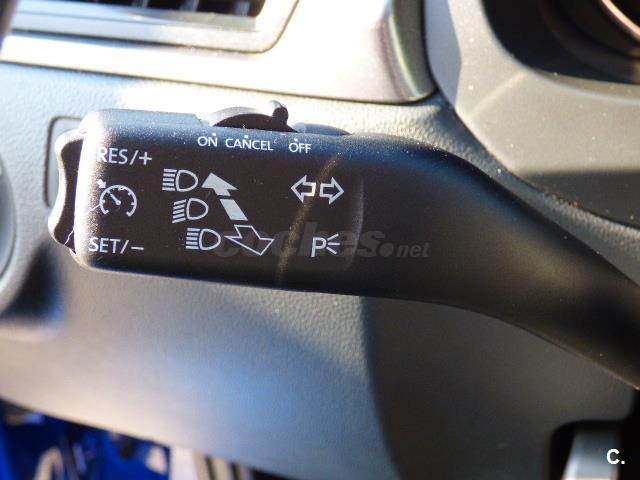 ON CANCEL OFF
RES/+
SET/-
P
coches.net
C.